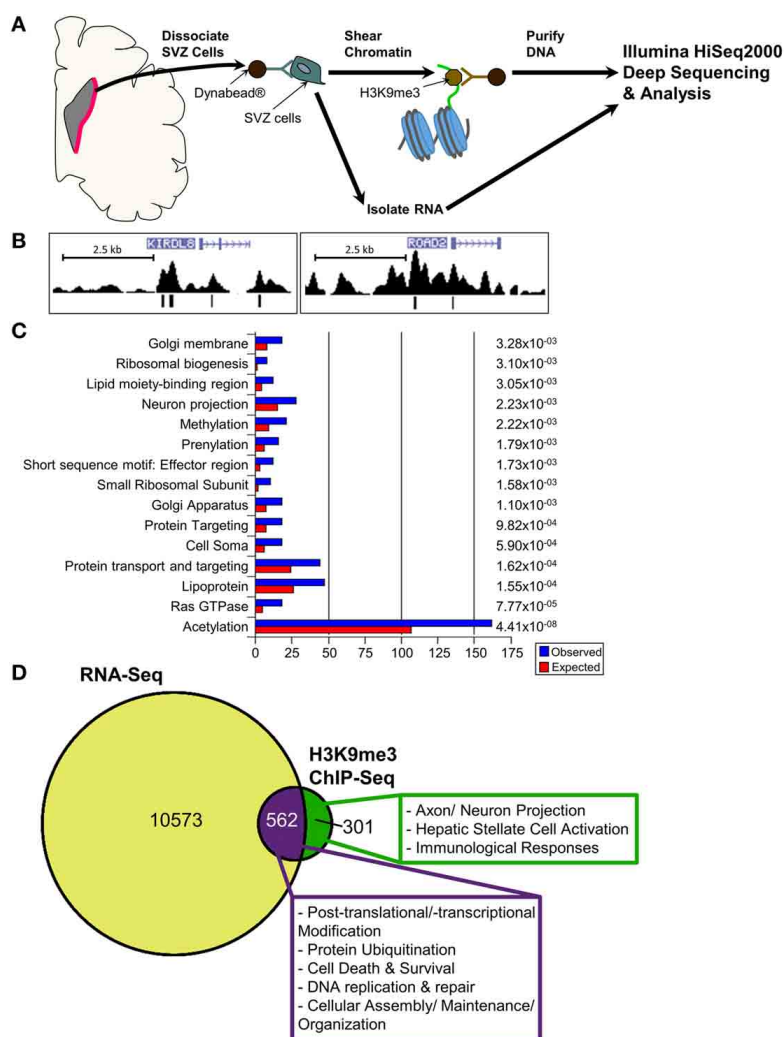 A
Dissociate
SVZ Cells
Shear
Chromatin
Purify
DNA
Illumina HiSeq2000
Deep Sequencing
& Analysis
Dynabead®
SVZ cells
H3K9me3
Isolate RNA
B
2.5 kb
KIRDL8
2.5 kb
ROAD2
C
Golgi membrane 3.28x10-03
Ribosomal biogenesis 3.10x10-03
Lipid moiety-binding region 3.05x10-03
Neuron projection 2.23x10-03
Methylation 2.22x10-03
Prenylation 1.79x10-03
Short sequence motif: Effector region 1.73x10-03
Small Ribosomal Subunit 1.58x10-03
Golgi Apparatus 1.10x10-03
Protein Targeting 9.82x10-04
Cell Soma 5.90x10-04
Protein transport and targeting 1.62x10-04
Lipoprotein 1.55x10-04
Ras GTPase 7.77x10-05
Acetylation 4.41x10-08
0 25 50 75 100 125 150 175
Observed
Expected
D
RNA-Seq
H3K9me3
ChIP-Seq
10573
562
301
- Axon/ Neuron Projection
- Hepatic Stellate Cell Activation
- Immunological Responses
- Post-translational/-transcriptional
Modification
- Protein Ubiquitination
- Cell Death & Survival
- DNA replication & repair
- Cellular Assembly/ Maintenance/
Organization